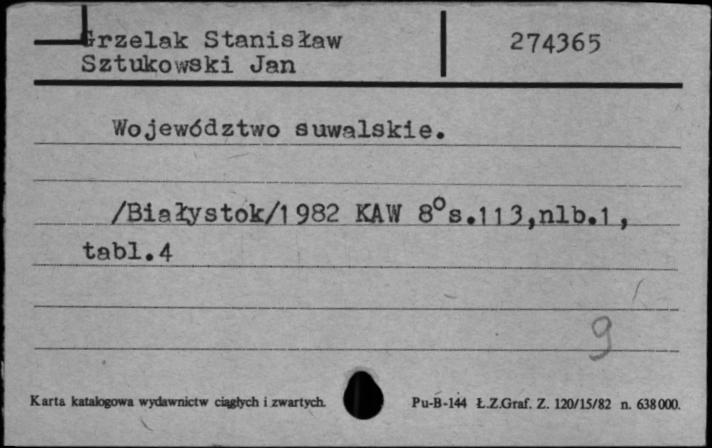 Grzelak Stanisław
Sztukowski Jan
274365
Województwo suwalskie.
/Białystok/1982 KAW 8°s.113,nlb.1,
tabl.4
9
Karta katalogowa wydawnictw ciągłych i zwartych.
Pu-B-144 Ł.Z.Graf. Z. 120/15/82 n. 638000.